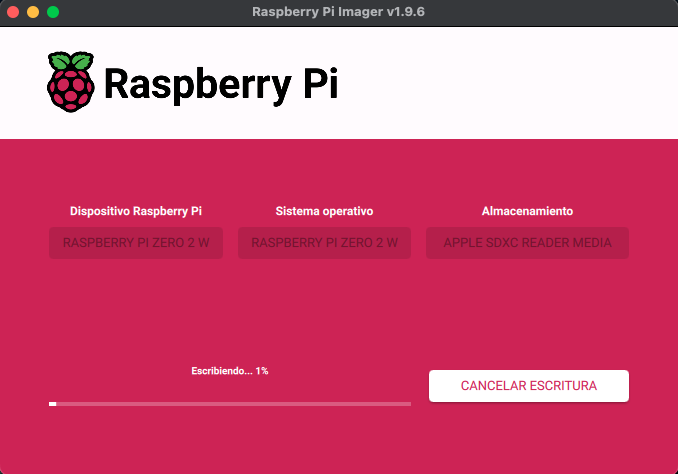 Raspberry Pi Imager v1.9.6
Raspberry Pi
Dispositivo Raspberry Pi
Sistema operativo
Almacenamiento
RASPBERRY PI ZERO 2 W
RASPBERRY PI ZERO 2 W
APPLE SDXC READER MEDIA
Escribiendo... 1%
CANCELAR ESCRITURA